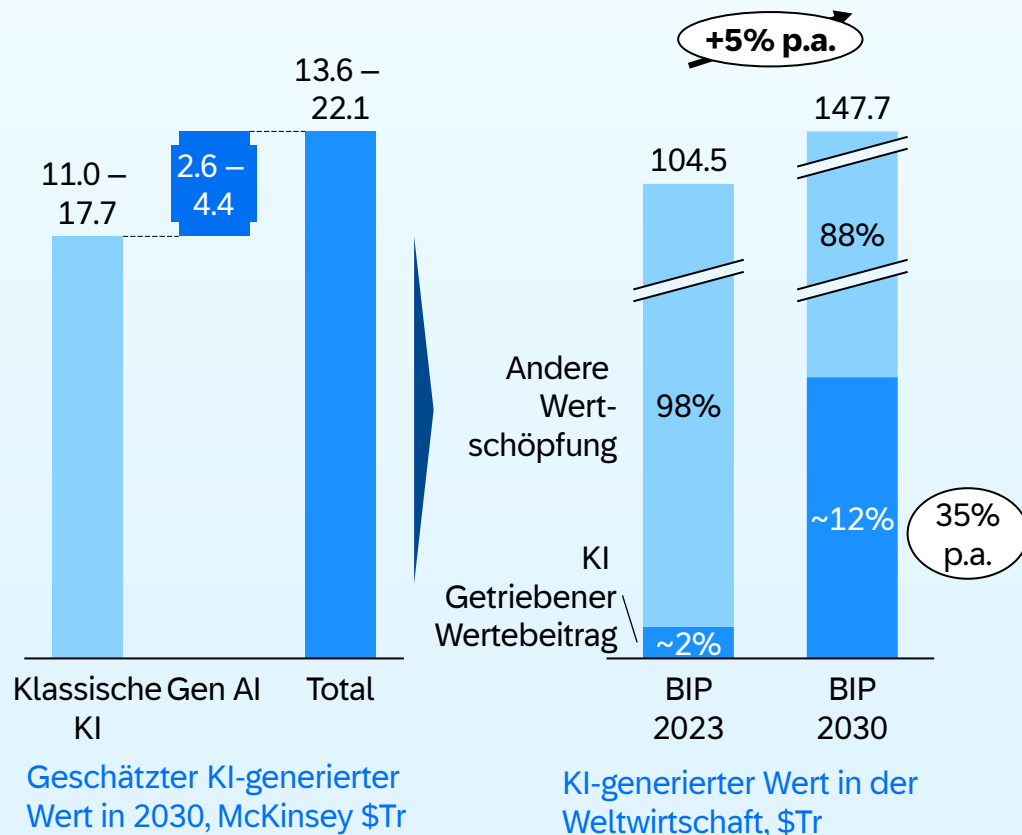 13.6 –
22.1
2.6 –
4.4
11.0 –
17.7
Klassische
KI
Gen AI
Total
Geschätzter KI-generierter
Wert in 2030, McKinsey $Tr
+5% p.a.
147.7
104.5
88%
98%
Andere
Wert-
schöpfung
~12%
35%
p.a.
KI
Getriebener
Wertebeitrag
~2%
BIP
2023
BIP
2030
KI-generierter Wert in der
Weltwirtschaft, $Tr